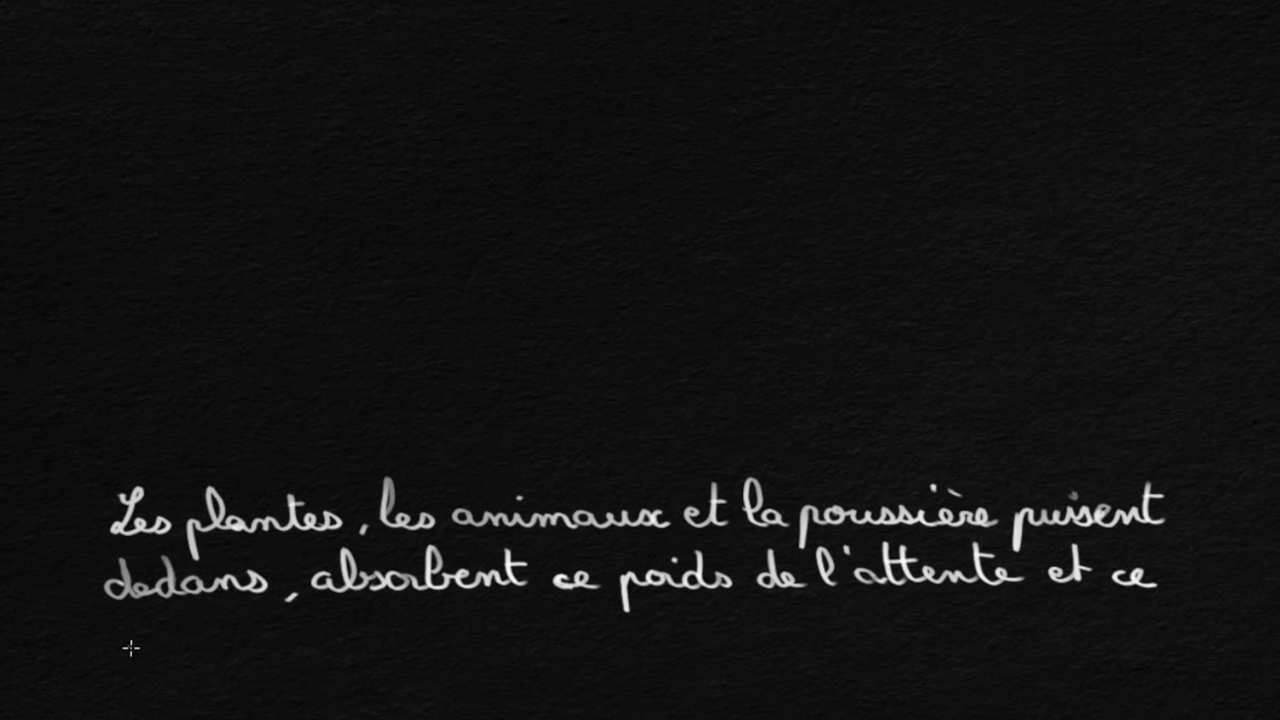 Les plantes, les animaux et la poussière puisent
dedans, absorbent ce poids de l'attente et ce